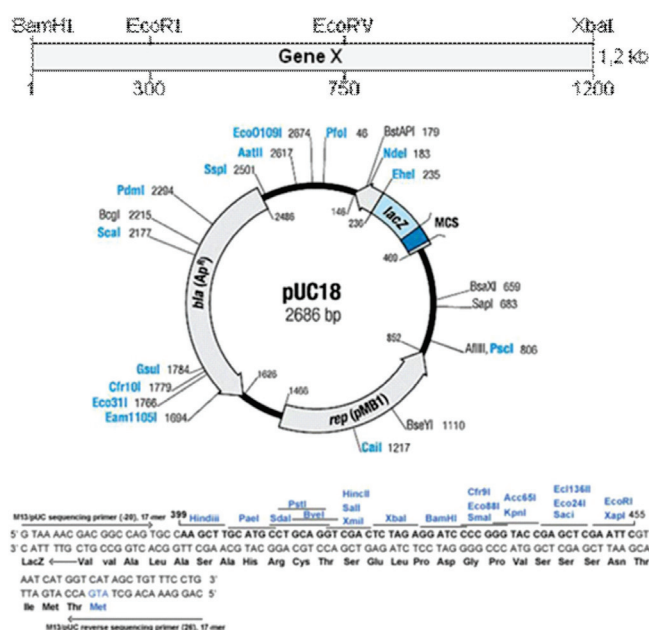 BamHI EcoRI EcoRV XbaI
Gene X 1,2 kb
1 300 750 1200
EcoO109I 2674
PfoI 46
BstAPI 179
AatII 2617
NdeI 183
SspI 2501
EheI 235
PdmI 2294
BcgI 2215
ScaI 2177
2486
146
236
lacZ
MCS
469
bla (ApR)
pUC18
2686 bp
BsaXI 659
SapI 683
AflIII, PscI 806
852
GsuI 1784
Cfr10I 1779
Eco31I 1766
Eam1105I 1694
1626
1466
rep (pMB1)
BseYI 1110
CaiI 1217
M13/pUC sequencing primer (-20), 17-mer
399
HindIII PaeI SdaI PstI BveI HincII SalI XmiI XbaI BamHI Cfr9I Eco88I SmaI Acc65I KpnI Ecl136II Eco24I SacI EcoRI XapI
455
5' G TAA AAC GAC GGC CAG TGC CAA GCT TGC ATG CCT GCA GGT CGA CTC TAG AGG ATC CCC GGG TAC CGA GCT CGA ATT CGT
3' C ATT TTG CTG CCG GTC ACG GTT CGA ACG TAC GGA CGT CCA GCT GAG ATC TCC TAG GGG CCC ATG GCT CGA GCT TAA GCA
LacZ Val Val Ala Leu Ala Leu Ser Ala His Arg Cys Thr Ser Glu Leu Pro Asp Gly Pro Val Ser Ser Ser Asn Thr
AAT CAT GGT CAT AGC TGT TTC CTG 3'
TTA GTA CCA GTA TCG ACA AAG GAC 5'
Ile Met Thr Met
M13/pUC reverse sequencing primer (26), 17-mer